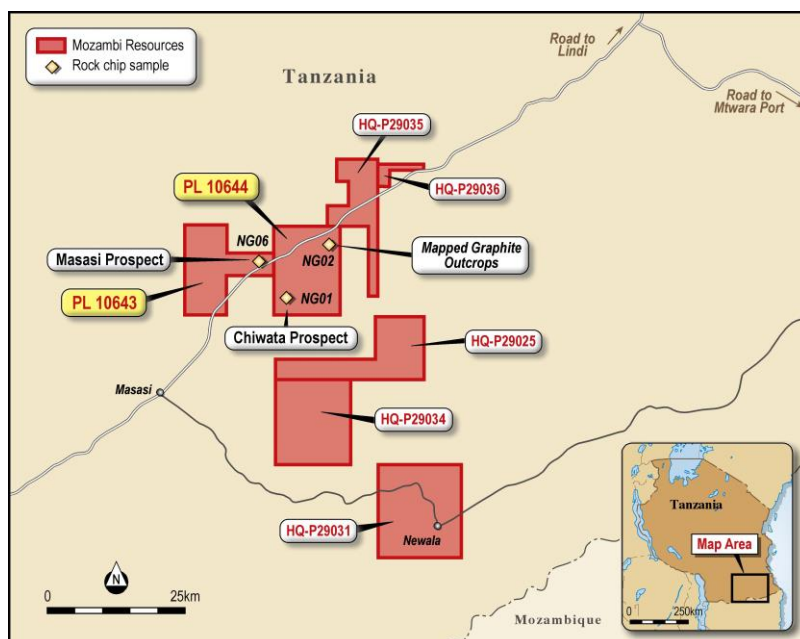 Mozambi Resources
Rock chip sample
Tanzania
Road to
Lindi
Road to
Mtwara Port
HQ-P29035
PL 10644
HQ-P29036
NG06
Masasi Prospect
NG02
Mapped Graphite
Outcrops
PL 10643
NG01
Chiwata Prospect
HQ-P29025
Masasi
HQ-P29034
HQ-P29031
Newala
Tanzania
Map Area
N
0
25km
Mozambique
0
250km